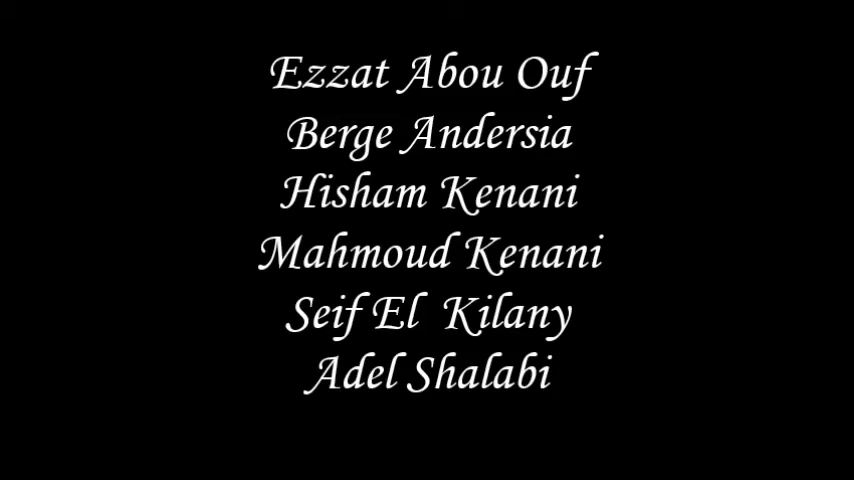 Ezzat Abou Ouf
Berge Andersia
Hisham Kenani
Mahmoud Kenani
Seif El Kilany
Adel Shalabi